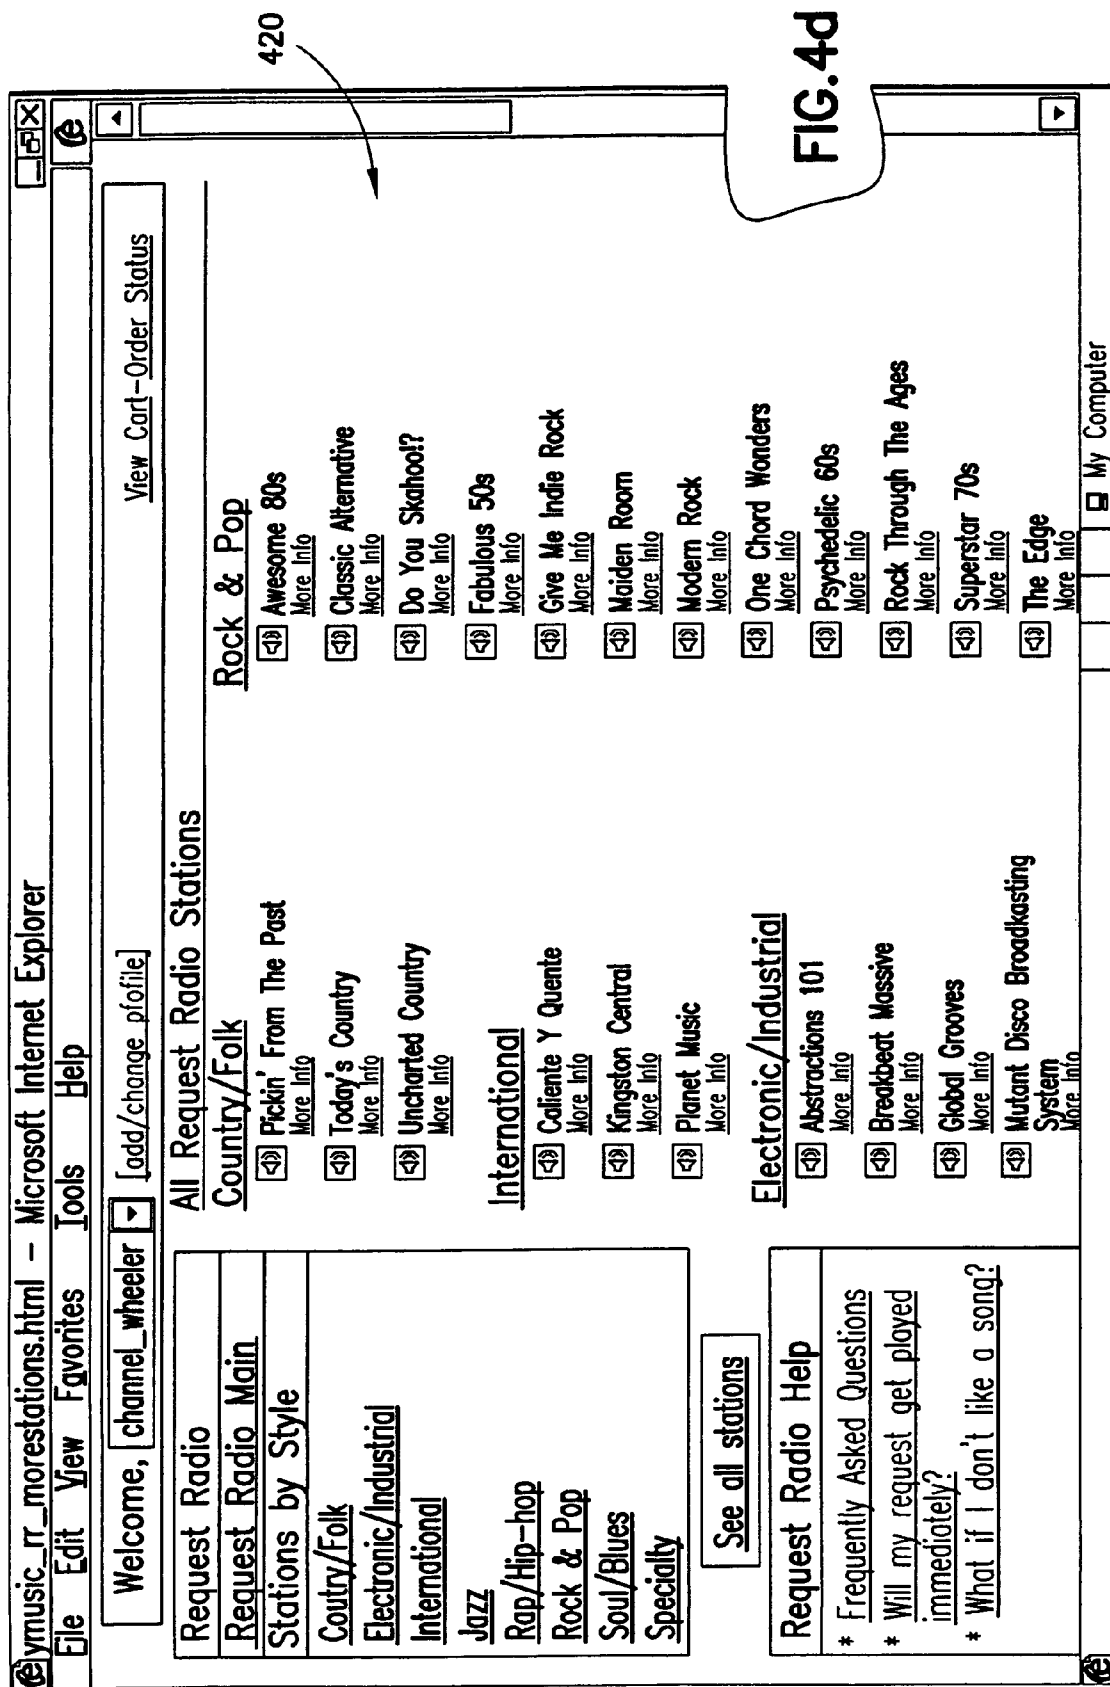 ymusic_rr_morestations.html – Microsoft Internet Explorer
File Edit View Favorites Tools Help
Welcome, channel_wheeler [add/change pfofile] View Cart-Order Status
Request Radio
Request Radio Main
Stations by Style
Coutry/Folk
Electronic/Industrial
International
Jazz
Rap/Hip-hop
Rock & Pop
Soul/Blues
Specialty
See all stations
Request Radio Help
* Frequently Asked Questions
* Will my request get played
immediately?
* What if I don't like a song?
All Request Radio Stations
Country/Folk
Pickin' From The Past
More Info
Today's Country
More Info
Uncharted Country
More Info
International
Caliente Y Quente
More Info
Kingston Central
More Info
Planet Music
More Info
Electronic/Industrial
Abstractions 101
More Info
Breakbeat Massive
More Info
Global Grooves
More Info
Mutant Disco Broadkasting
System
More Info
Rock & Pop
Awesome 80s
More Info
Classic Alternative
More Info
Do You Skahool?
More Info
Fabulous 50s
More Info
Give Me Indie Rock
More Info
Maiden Room
More Info
Modern Rock
More Info
One Chord Wonders
More Info
Psychedelic 60s
More Info
Rock Through The Ages
More Info
Superstar 70s
More Info
The Edge
More Info
My Computer
420
FIG.4d